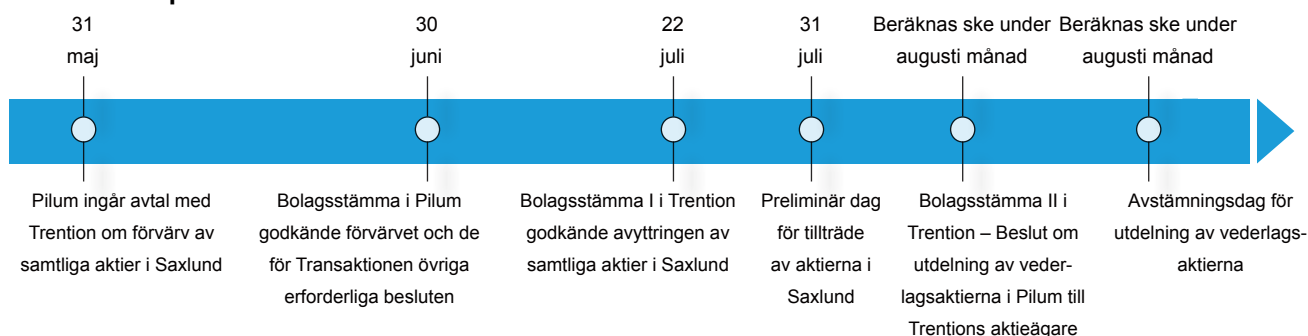 31
maj
30
juni
22
juli
31
juli
Beräknas ske under
augusti månad
Beräknas ske under
augusti månad
Pilum ingår avtal med
Trention om förvärv av
samtliga aktier i Saxlund
Bolagsstämma i Pilum
godkände förvärvet och de
för Transaktionen övriga
erforderliga besluten
Bolagsstämma I i Trention
godkände avyttringen av
samtliga aktier i Saxlund
Preliminär dag
för tillträde
av aktierna i
Saxlund
Bolagsstämma II i
Trention – Beslut om
utdelning av veder-
lagsaktierna i Pilum till
Trentions aktieägare
Avstämningsdag för
utdelning av vederlags-
aktierna